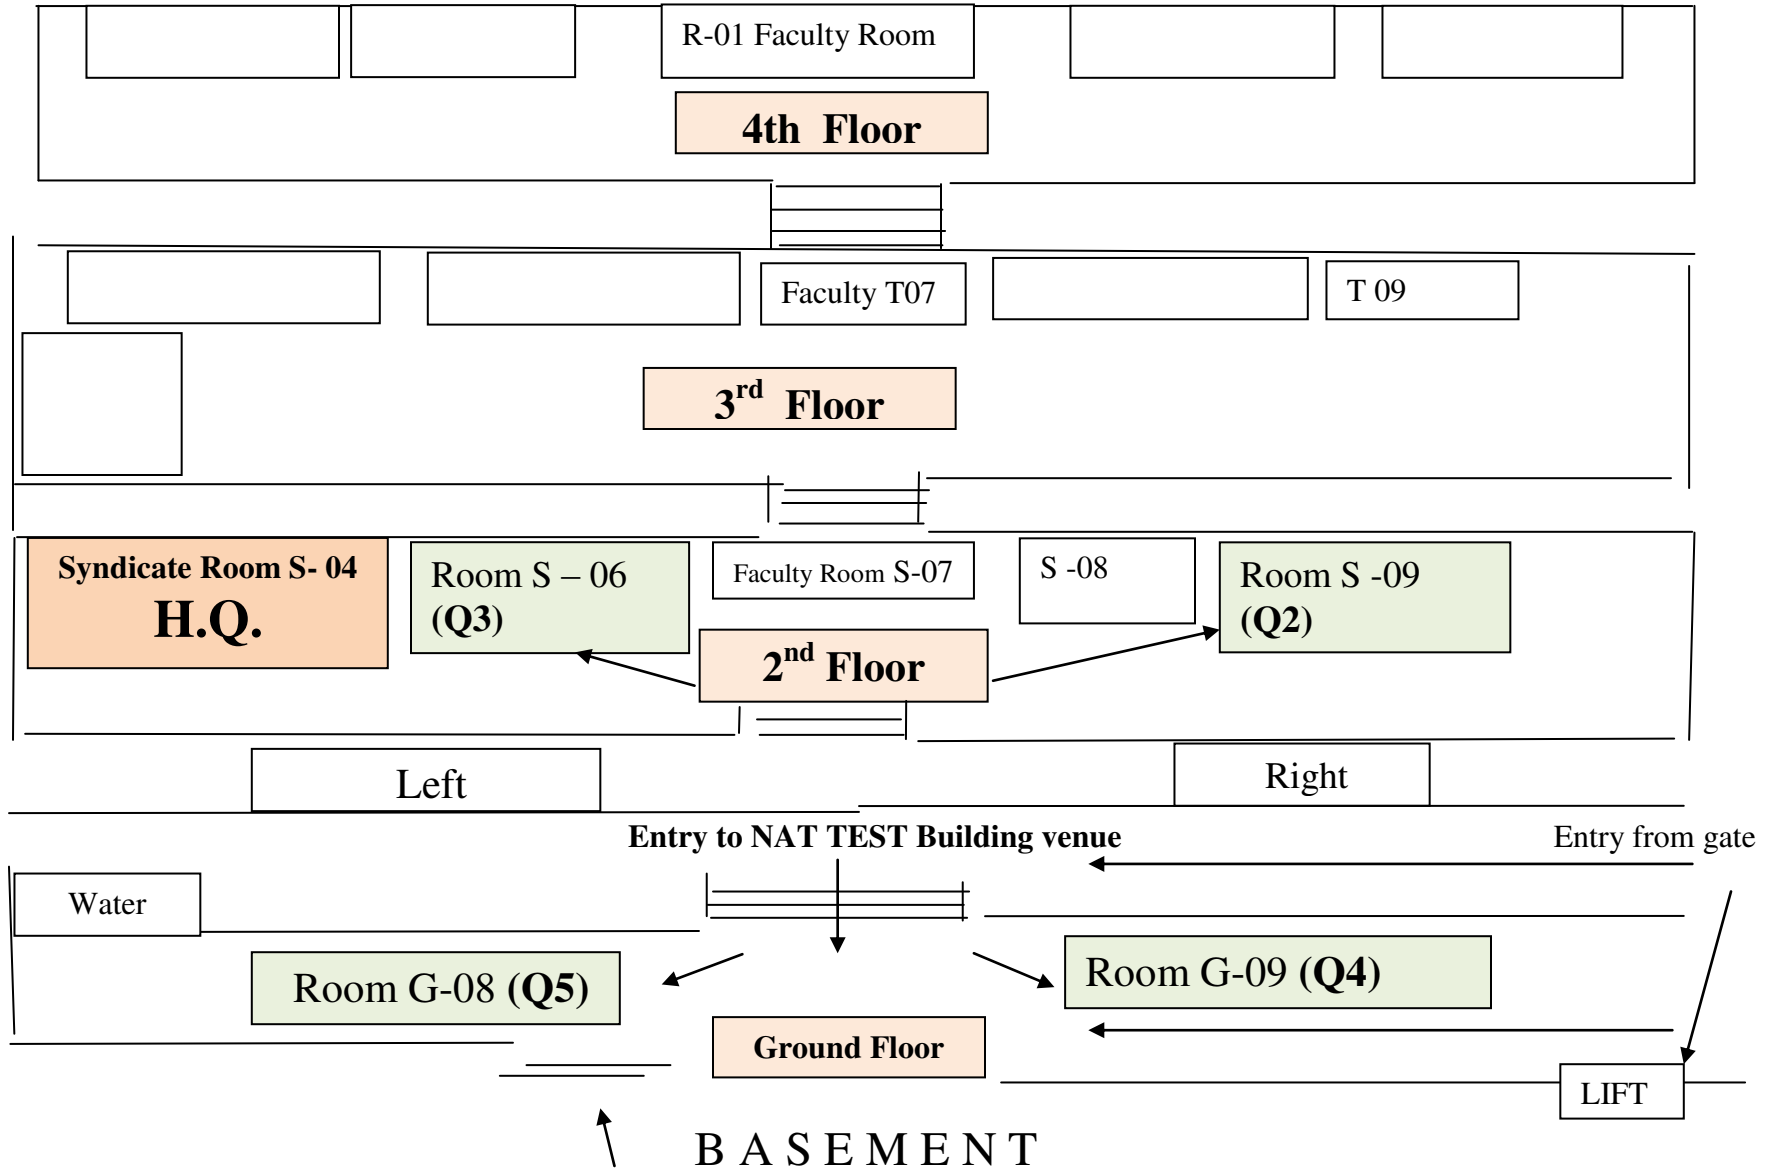 R-01 Faculty Room
4th Floor
Faculty T07
T 09
3rd Floor
Syndicate Room S- 04
H.Q.
Room S – 06
(Q3)
Faculty Room S-07
S -08
Room S -09
(Q2)
2nd Floor
Left
Right
Entry to NAT TEST Building venue
Entry from gate
Water
Room G-08 (Q5)
Room G-09 (Q4)
Ground Floor
LIFT
B A S E M E N T